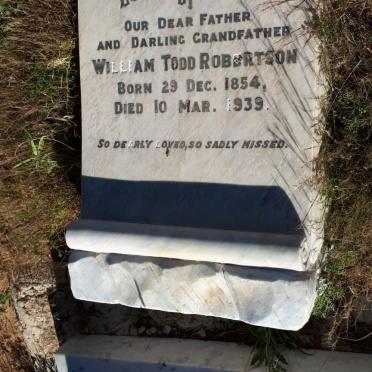 OF
OUR DEAR FATHER
AND DARLING GRANDFATHER
WILLIAM TODD ROBERTSON
BORN 29 DEC. 1854,
DIED 10 MAR. 1939.
SO DEARLY LOVED, SO SADLY MISSED.